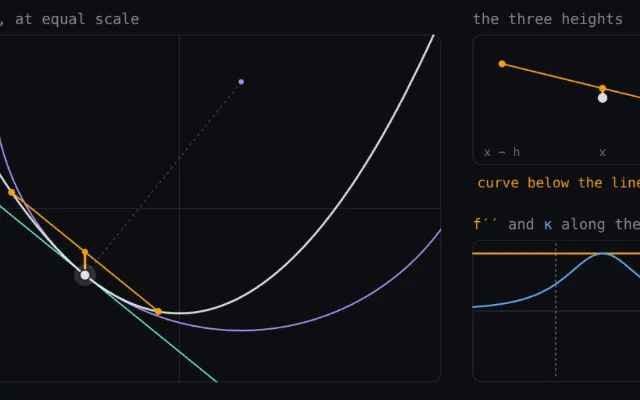 , at equal scale
the three heights
x − h
x
curve below the line
f´´ and κ along the